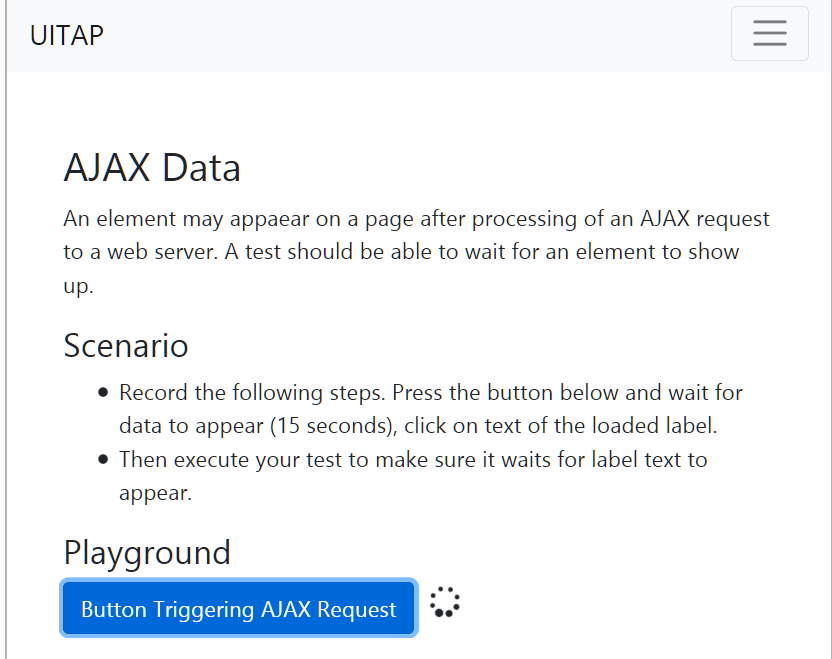 UITAP
AJAX Data
An element may appaear on a page after processing of an AJAX request
to a web server. A test should be able to wait for an element to show
up.
Scenario
Record the following steps. Press the button below and wait for
data to appear (15 seconds), click on text of the loaded label.
Then execute your test to make sure it waits for label text to
appear.
Playground
Button Triggering AJAX Request